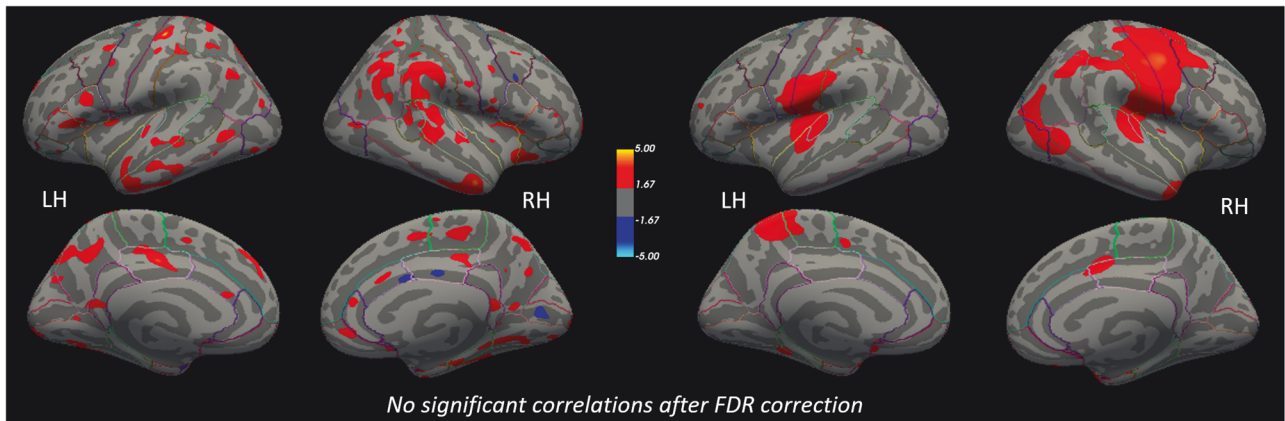 5.00
1.67
-1.67
-5.00
LH
RH
LH
RH
No significant correlations after FDR correction